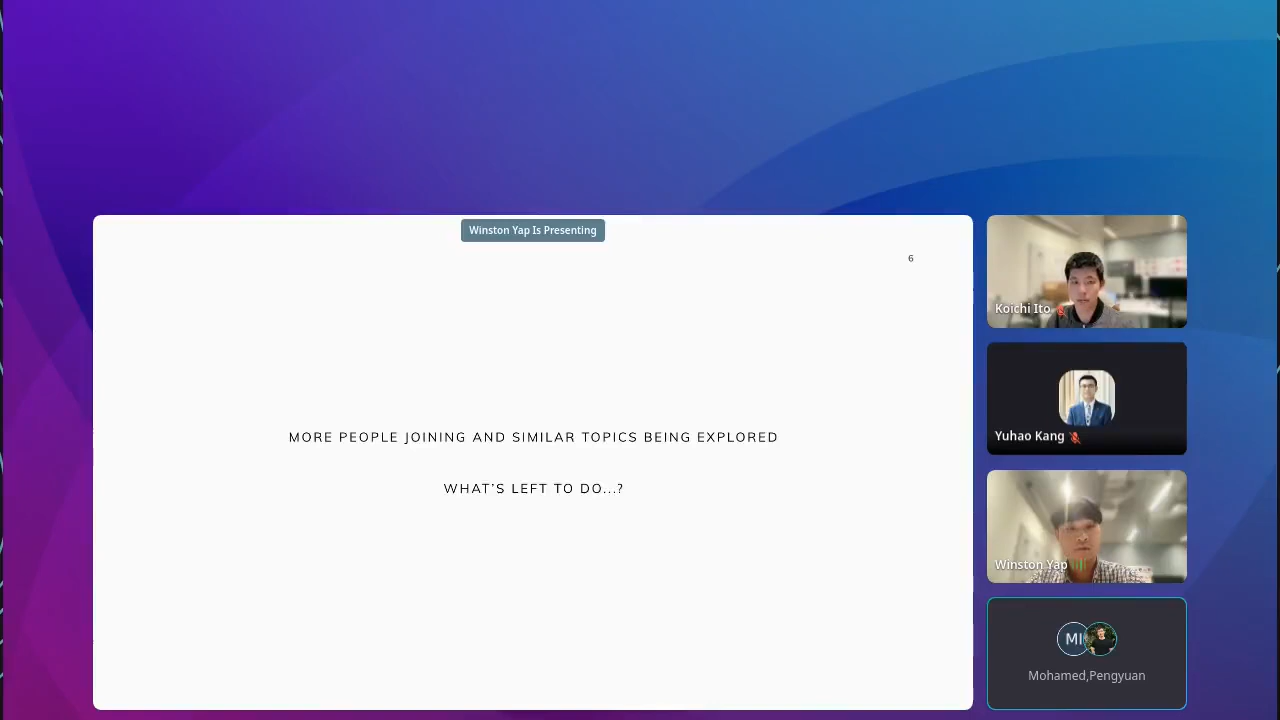 Winston Yap Is Presenting
6
MORE PEOPLE JOINING AND SIMILAR TOPICS BEING EXPLORED
WHAT'S LEFT TO DO...?
Koichi Ito
Yuhao Kang
Winston Yap
MI
Mohamed,Pengyuan